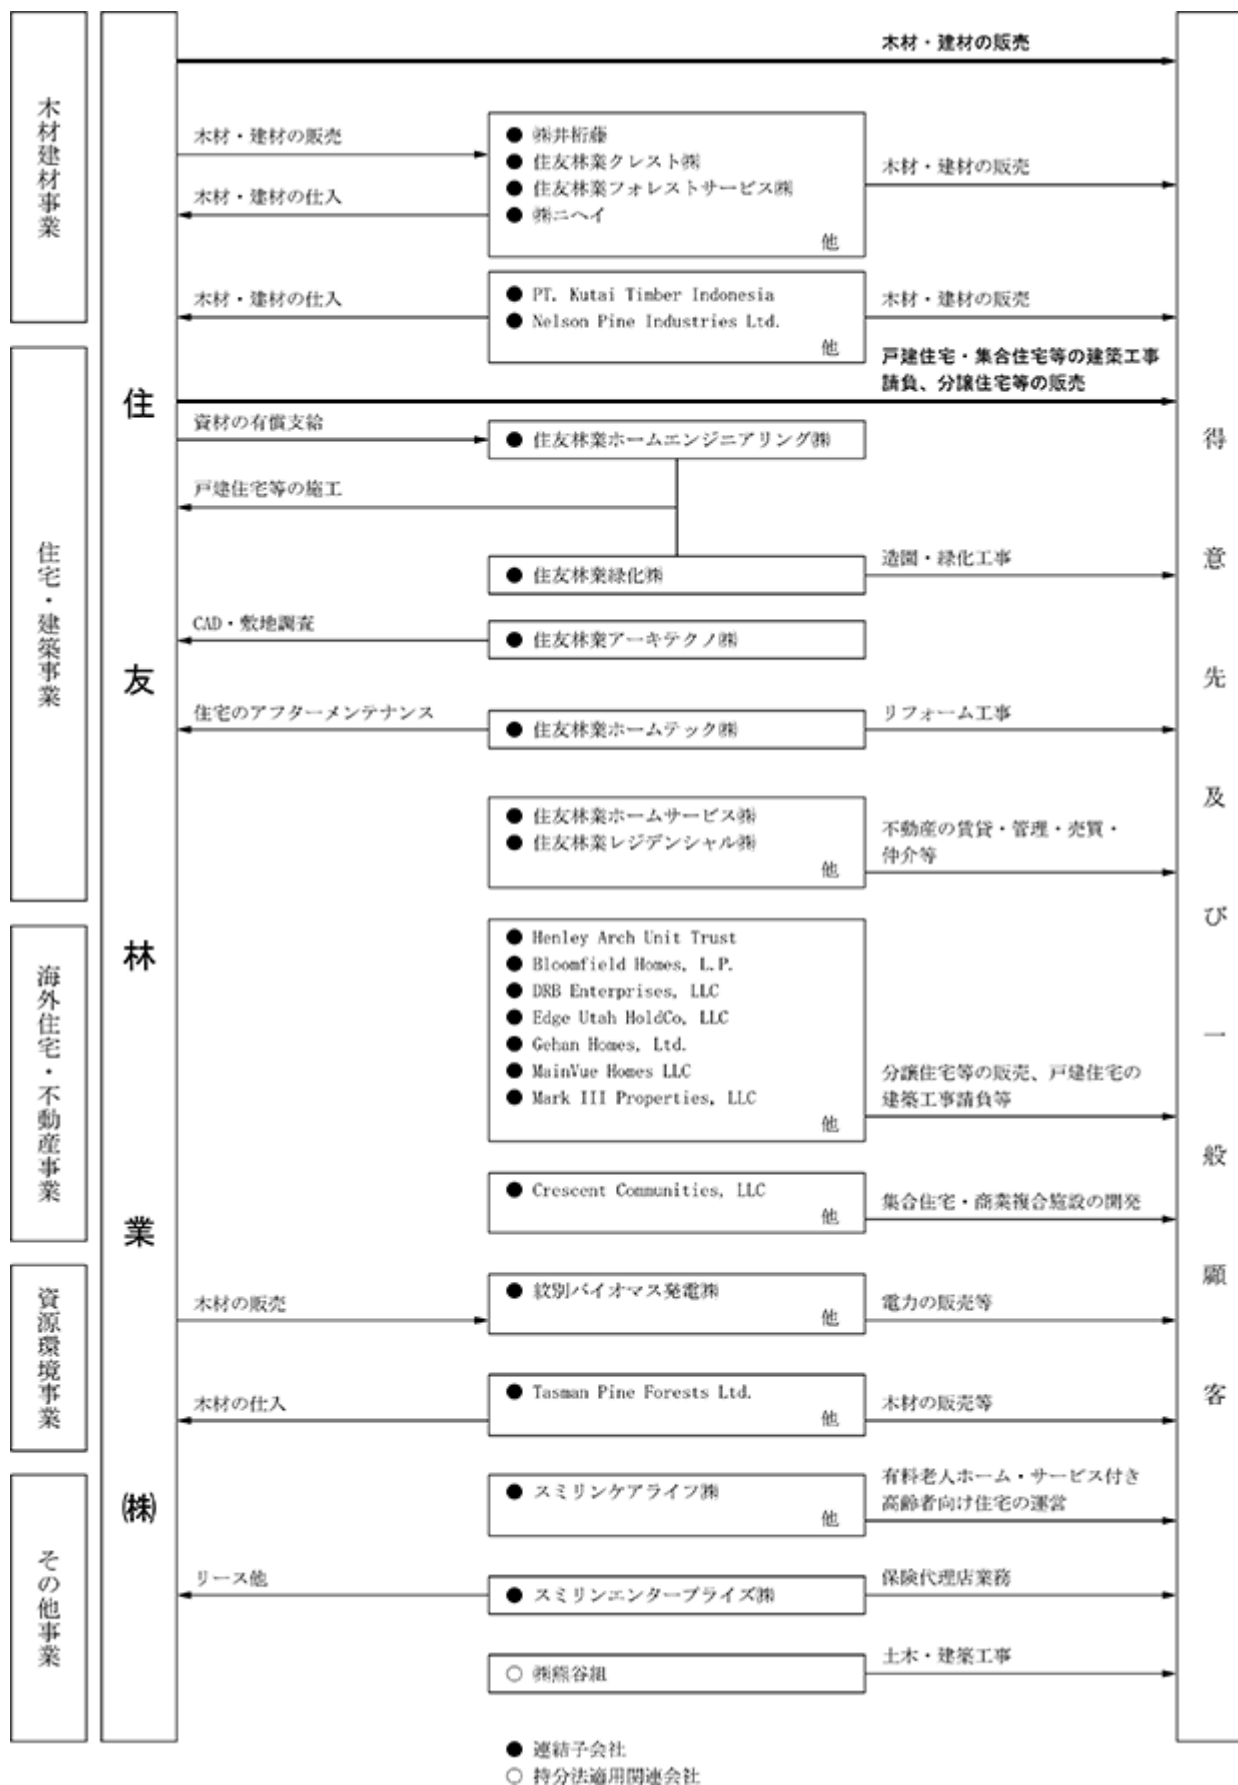 木材建材事業
木材・建材の販売
木材・建材の販売
木材・建材の仕入
● ㈱井桁藤
● 住友林業クレスト㈱
● 住友林業フォレストサービス㈱
● ㈱ニヘイ
他
木材・建材の販売
木材・建材の仕入
● PT. Kutai Timber Indonesia
● Nelson Pine Industries Ltd.
他
木材・建材の販売
住宅・建築事業
戸建住宅・集合住宅等の建築工事
請負、分譲住宅等の販売
資材の有償支給
● 住友林業ホームエンジニアリング㈱
戸建住宅等の施工
● 住友林業緑化㈱
造園・緑化工事
CAD・敷地調査
● 住友林業アーキテクノ㈱
住宅のアフターメンテナンス
● 住友林業ホームテック㈱
リフォーム工事
● 住友林業ホームサービス㈱
● 住友林業レジデンシャル㈱
他
不動産の賃貸・管理・売買・
仲介等
海外住宅・不動産事業
● Henley Arch Unit Trust
● Bloomfield Homes, L.P.
● DRB Enterprises, LLC
● Edge Utah HoldCo, LLC
● Gehan Homes, Ltd.
● MainVue Homes LLC
● Mark III Properties, LLC
他
分譲住宅等の販売、戸建住宅の
建築工事請負等
● Crescent Communities, LLC
他
集合住宅・商業複合施設の開発
資源環境事業
木材の販売
● 紋別バイオマス発電㈱
他
電力の販売等
木材の仕入
● Tasman Pine Forests Ltd.
他
木材の販売等
その他事業
● スミリンケアライフ㈱
他
有料老人ホーム・サービス付き
高齢者向け住宅の運営
リース他
● スミリンエンタープライズ㈱
保険代理店業務
○ ㈱熊谷組
土木・建築工事
住友林業㈱
得意先及び一般顧客
● 連結子会社
○ 持分法適用関連会社